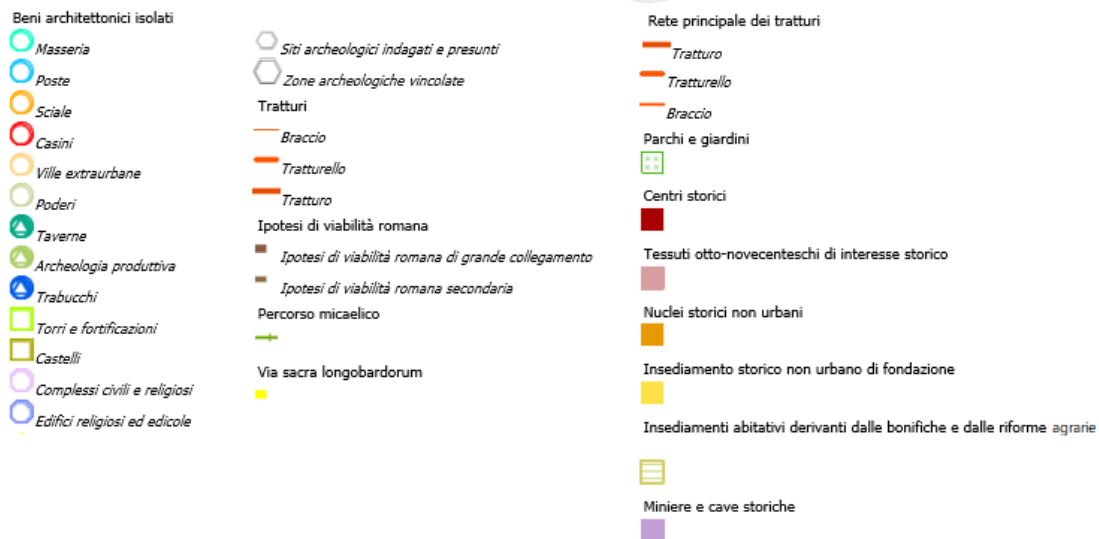 Beni architettonici isolati
Masseria
Poste
Sciale
Casini
Ville extraurbane
Poderi
Taverne
Archeologia produttiva
Trabucchi
Torri e fortificazioni
Castelli
Complessi civili e religiosi
Edifici religiosi ed edicole
Siti archeologici indagati e presunti
Zone archeologiche vincolate
Tratturi
Braccio
Tratturello
Tratturo
Ipotesi di viabilità romana
Ipotesi di viabilità romana di grande collegamento
Ipotesi di viabilità romana secondaria
Percorso micaelico
Via sacra longobardorum
Rete principale dei tratturi
Tratturo
Tratturello
Braccio
Parchi e giardini
Centri storici
Tessuti otto-novecenteschi di interesse storico
Nuclei storici non urbani
Insediamento storico non urbano di fondazione
Insediamenti abitativi derivanti dalle bonifiche e dalle riforme agrarie
Miniere e cave storiche